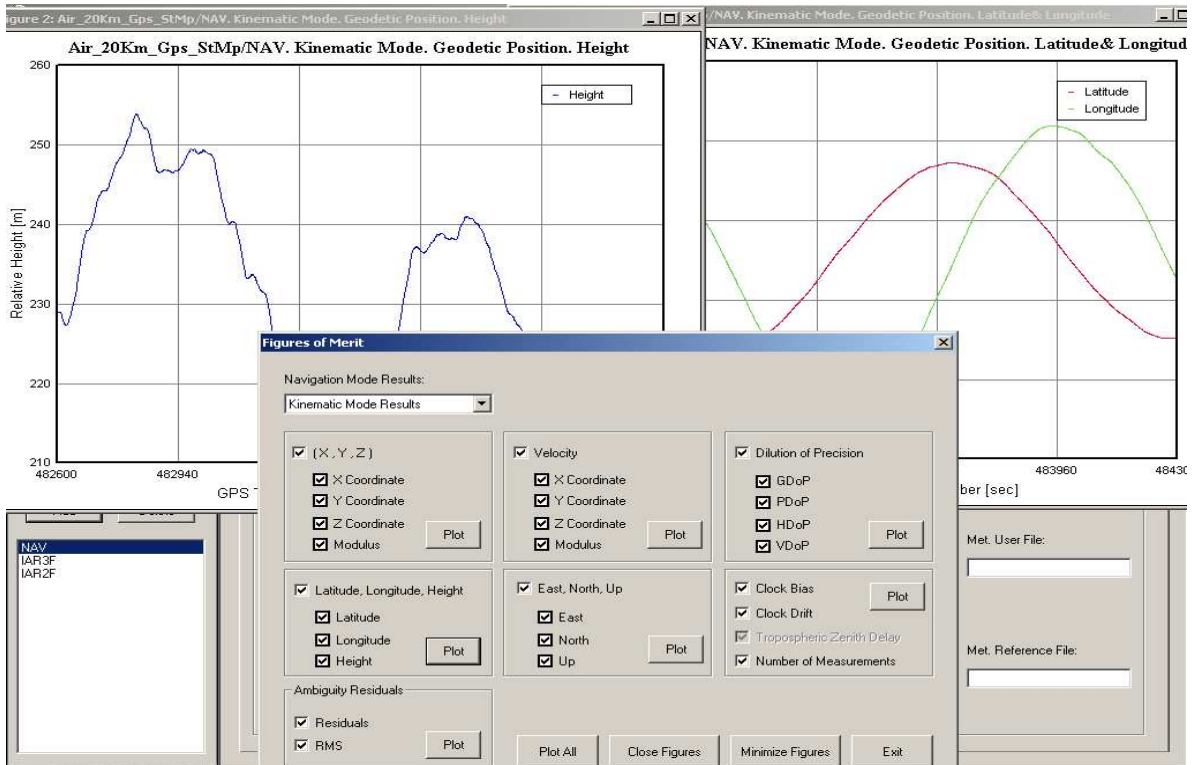 Figure 2: Air_20Km_Gps_StMp/NAV. Kinematic Mode. Geodetic Position. Height
/NAV. Kinematic Mode. Geodetic Position. Latitude& Longitude
Air_20Km_Gps_StMp/NAV. Kinematic Mode. Geodetic Position. Height
NAV. Kinematic Mode. Geodetic Position. Latitude& Longitud
260
250
240
230
220
210
Relative Height [m]
Height
Latitude
Longitude
482600
482940
483960
48430
GPS T
ber [sec]
Figures of Merit
Navigation Mode Results:
Kinematic Mode Results
( X , Y , Z )
X Coordinate
Y Coordinate
Z Coordinate
Modulus
Plot
Velocity
X Coordinate
Y Coordinate
Z Coordinate
Modulus
Plot
Dilution of Precision
GDoP
PDoP
HDoP
VDoP
Plot
Latitude, Longitude, Height
Latitude
Longitude
Height
Plot
East, North, Up
East
North
Up
Plot
Clock Bias
Clock Drift
Tropospheric Zenith Delay
Number of Measurements
Plot
Ambiguity Residuals
Residuals
RMS
Plot
Plot All
Close Figures
Minimize Figures
Exit
NAV
IAR3F
IAR2F
Met. User File:
Met. Reference File: